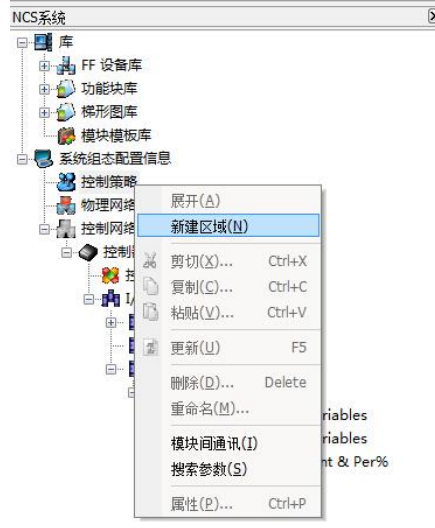 NCS系统
库
FF 设备库
功能块库
梯形图库
模块模板库
系统组态配置信息
控制策略
物理网络
控制网络
控制
I/
展开(A)
新建区域(N)
剪切(X)... Ctrl+X
复制(C)... Ctrl+C
粘贴(V)... Ctrl+V
更新(U) F5
删除(D)... Delete
重命名(M)...
模块间通讯(I)
搜索参数(S)
属性(P)... Ctrl+P
riables
riables
nt & Per%